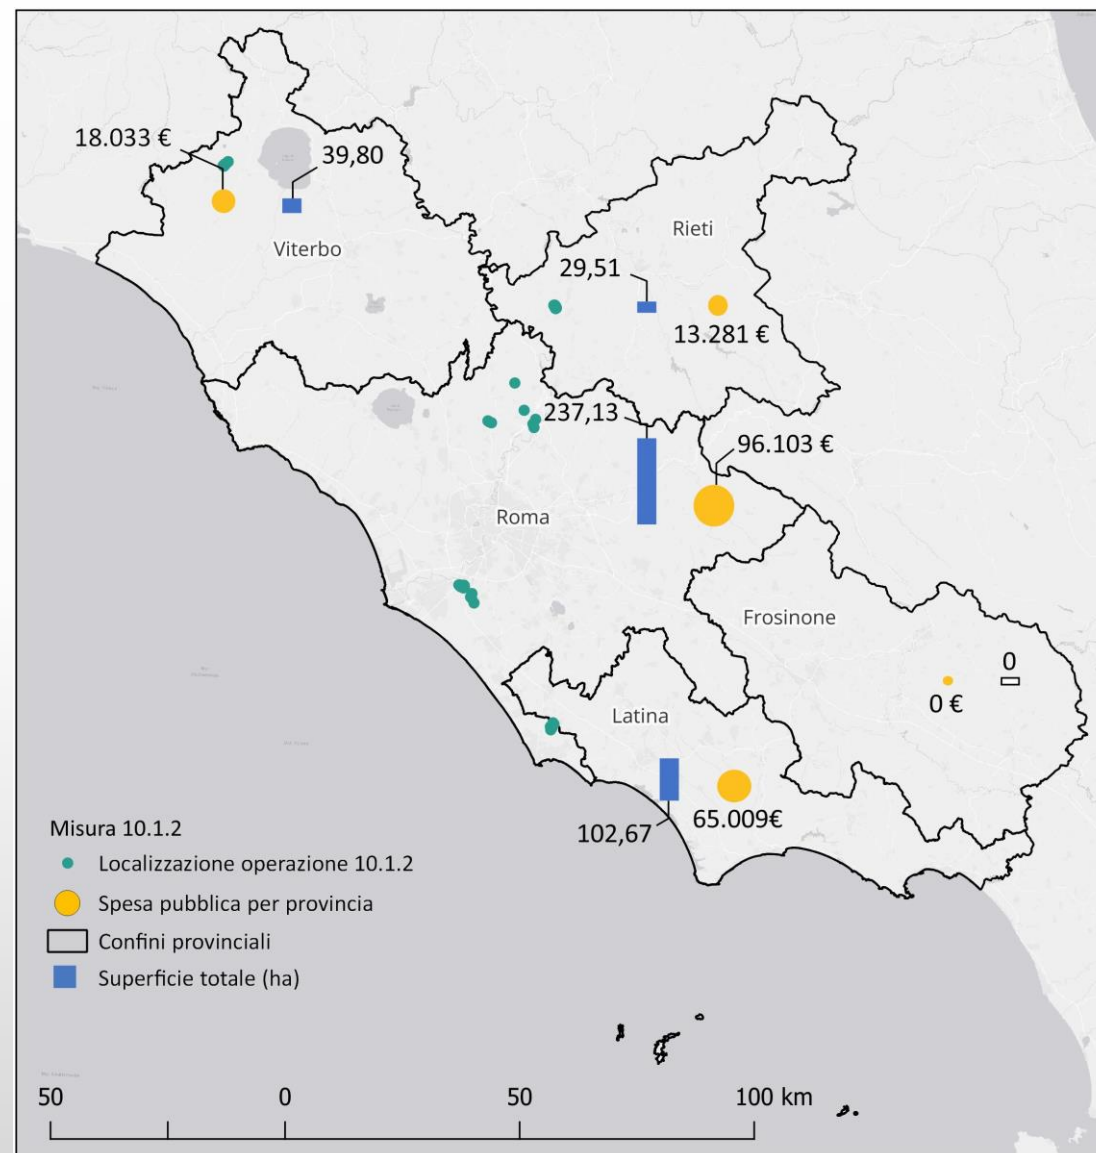 18.033 €
39,80
Viterbo
Rieti
29,51
13.281 €
237,13
96.103 €
Roma
Frosinone
0
0 €
Latina
102,67
65.009€
Misura 10.1.2
Localizzazione operazione 10.1.2
Spesa pubblica per provincia
Confini provinciali
Superficie totale (ha)
50 0 50 100 km